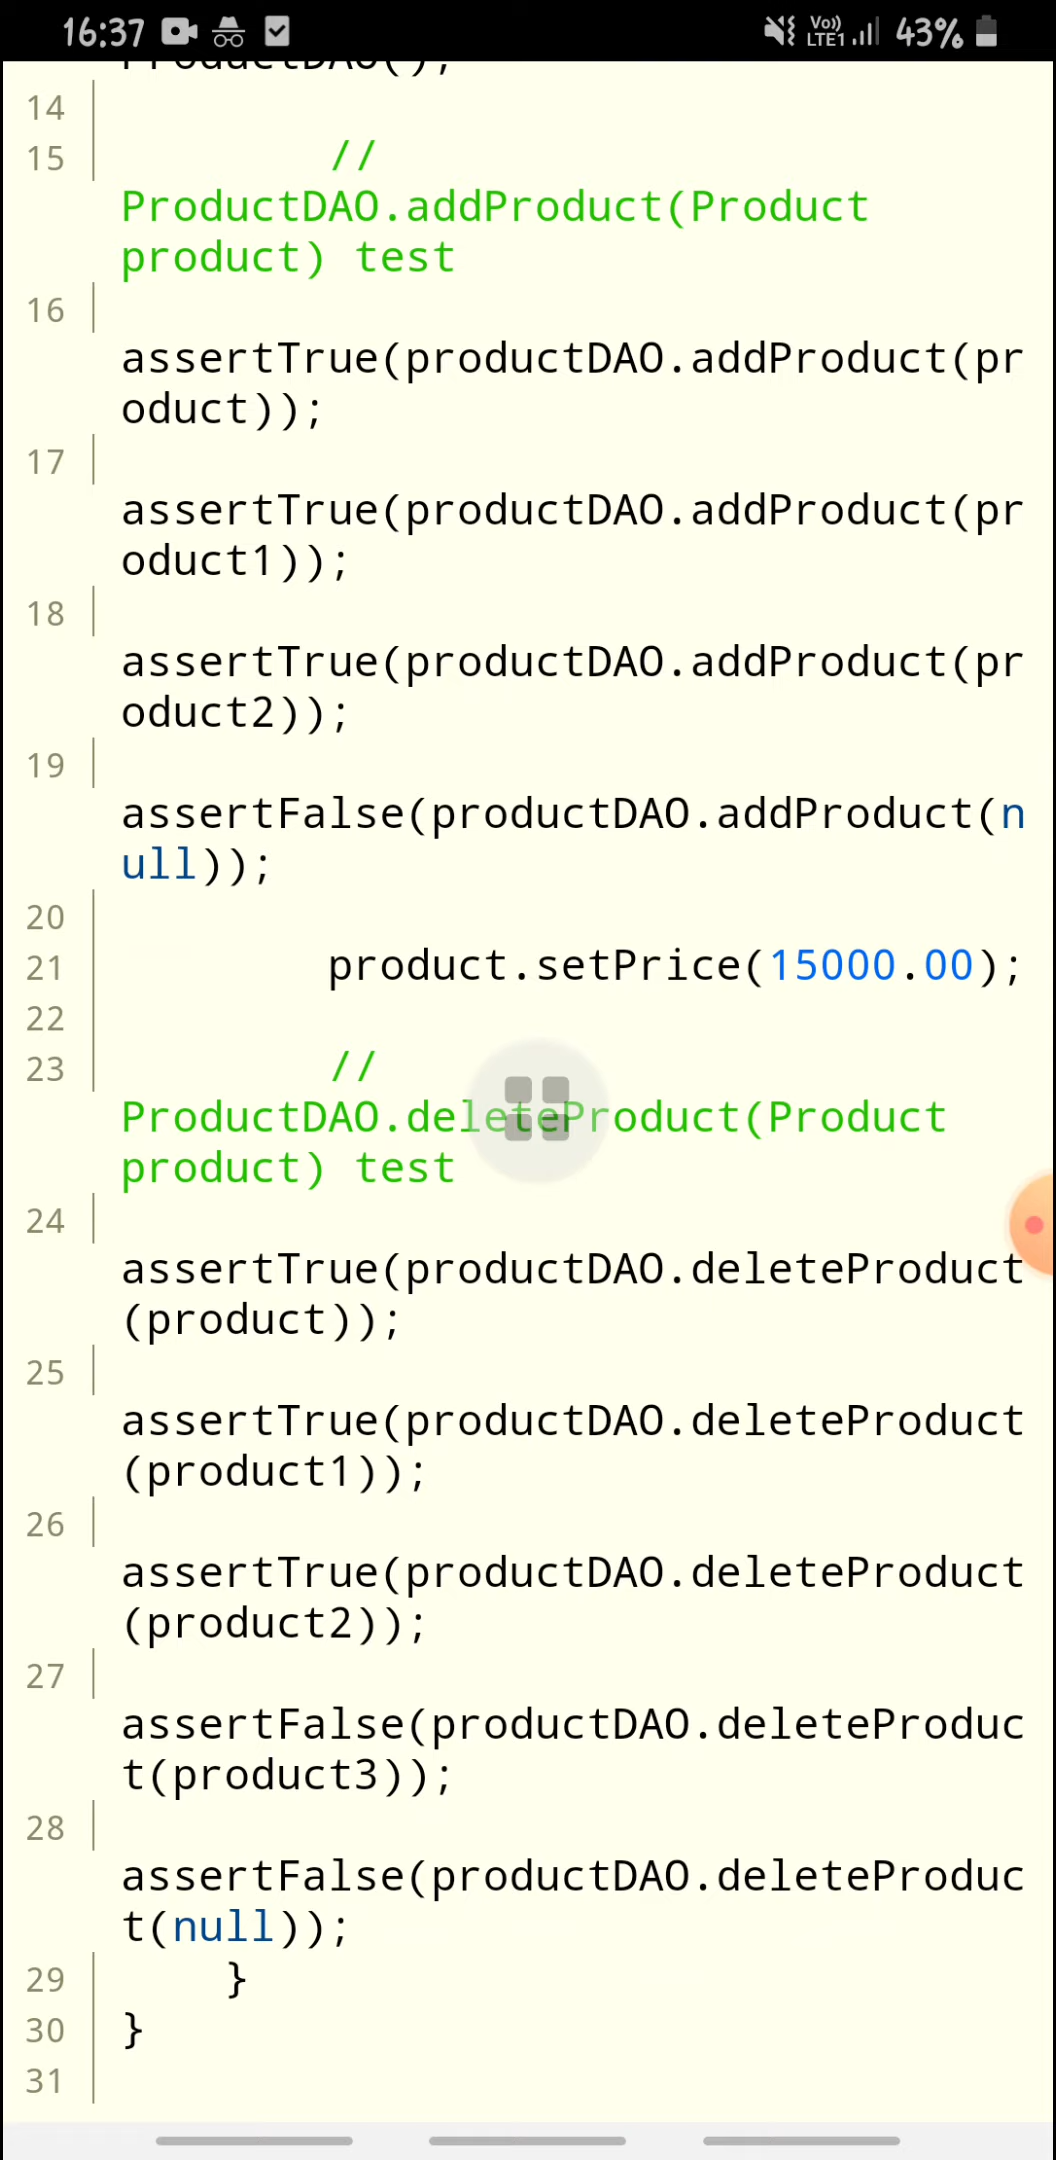 16:37 Vo)) LTE1 43%
ProductDAO();
14
15 //
ProductDAO.addProduct(Product
product) test
16
assertTrue(productDAO.addProduct(pr
oduct));
17
assertTrue(productDAO.addProduct(pr
oduct1));
18
assertTrue(productDAO.addProduct(pr
oduct2));
19
assertFalse(productDAO.addProduct(n
ull));
20
21 product.setPrice(15000.00);
22
23 //
ProductDAO.deleteProduct(Product
product) test
24
assertTrue(productDAO.deleteProduct
(product));
25
assertTrue(productDAO.deleteProduct
(product1));
26
assertTrue(productDAO.deleteProduct
(product2));
27
assertFalse(productDAO.deleteProduc
t(product3));
28
assertFalse(productDAO.deleteProduc
t(null));
29 }
30 }
31